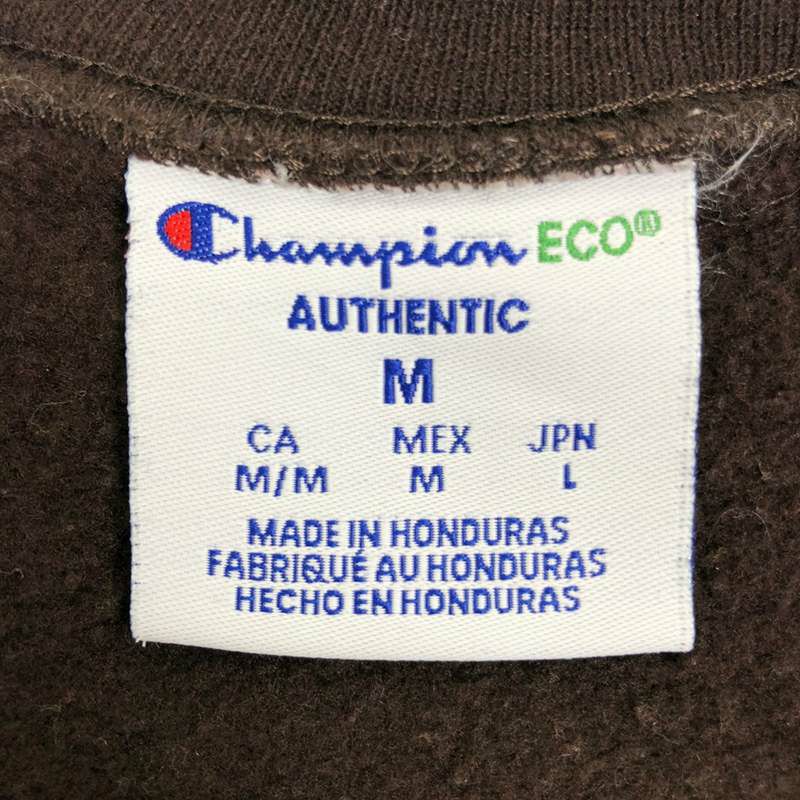 Champion ECO®
AUTHENTIC
M
CA MEX JPN
M/M M L
MADE IN HONDURAS
FABRIQUÉ AU HONDURAS
HECHO EN HONDURAS